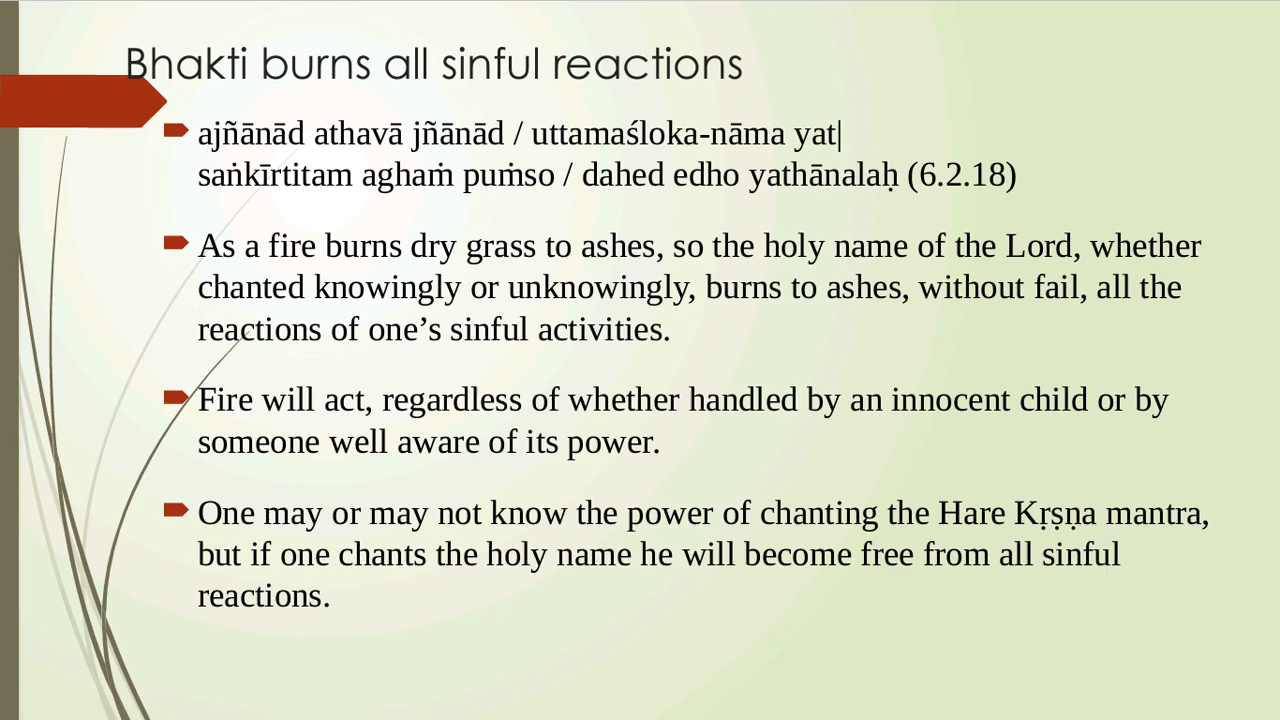 Bhakti burns all sinful reactions
ajñānād athavā jñānād / uttamaśloka-nāma yat|
saṅkīrtitam aghaṁ puṁso / dahed edho yathānalaḥ (6.2.18)
As a fire burns dry grass to ashes, so the holy name of the Lord, whether
chanted knowingly or unknowingly, burns to ashes, without fail, all the
reactions of one’s sinful activities.
Fire will act, regardless of whether handled by an innocent child or by
someone well aware of its power.
One may or may not know the power of chanting the Hare Kṛṣṇa mantra,
but if one chants the holy name he will become free from all sinful
reactions.